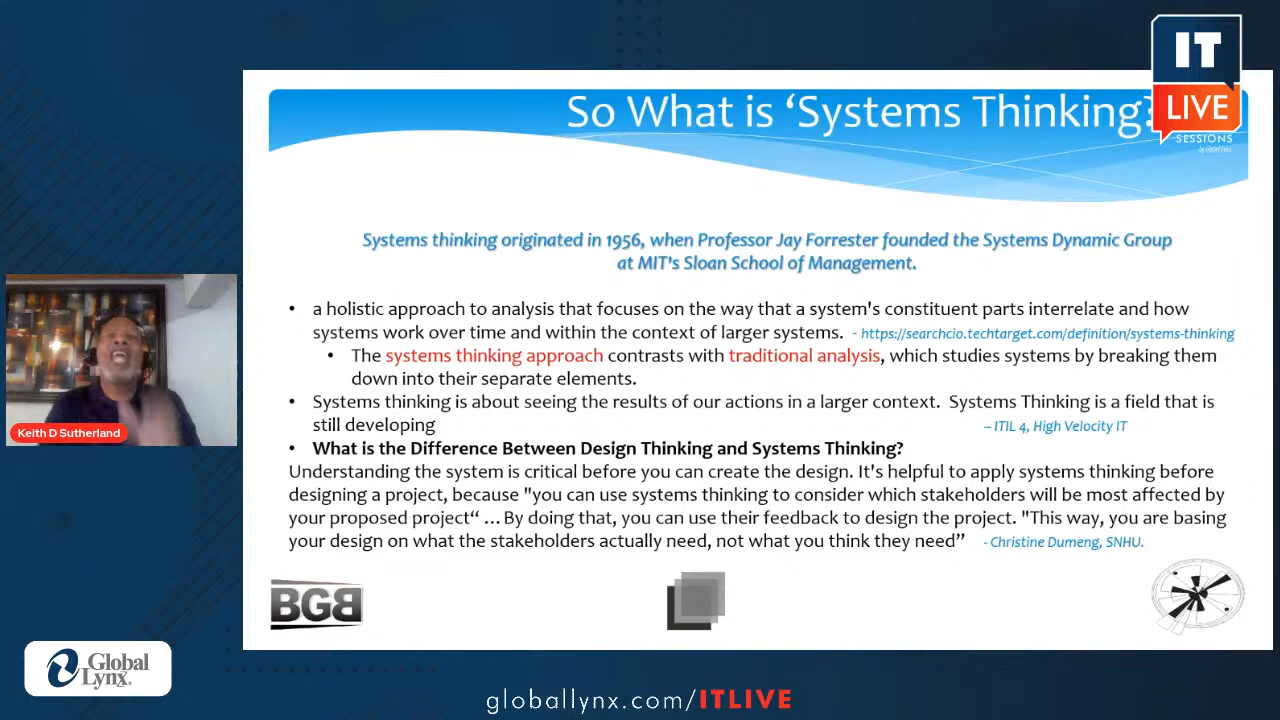 IT
LIVE
SESSIONS
by Global Lynx
So What is ‘Systems Thinking?
Systems thinking originated in 1956, when Professor Jay Forrester founded the Systems Dynamic Group
at MIT's Sloan School of Management.
• a holistic approach to analysis that focuses on the way that a system's constituent parts interrelate and how
systems work over time and within the context of larger systems. - https://searchcio.techtarget.com/definition/systems-thinking
• The systems thinking approach contrasts with traditional analysis, which studies systems by breaking them
down into their separate elements.
• Systems thinking is about seeing the results of our actions in a larger context. Systems Thinking is a field that is
still developing – ITIL 4, High Velocity IT
• What is the Difference Between Design Thinking and Systems Thinking?
Understanding the system is critical before you can create the design. It's helpful to apply systems thinking before
designing a project, because "you can use systems thinking to consider which stakeholders will be most affected by
your proposed project“ … By doing that, you can use their feedback to design the project. "This way, you are basing
your design on what the stakeholders actually need, not what you think they need” - Christine Dumeng, SNHU.
Keith D Sutherland
BGB
Global
Lynx
globallynx.com/ITLIVE